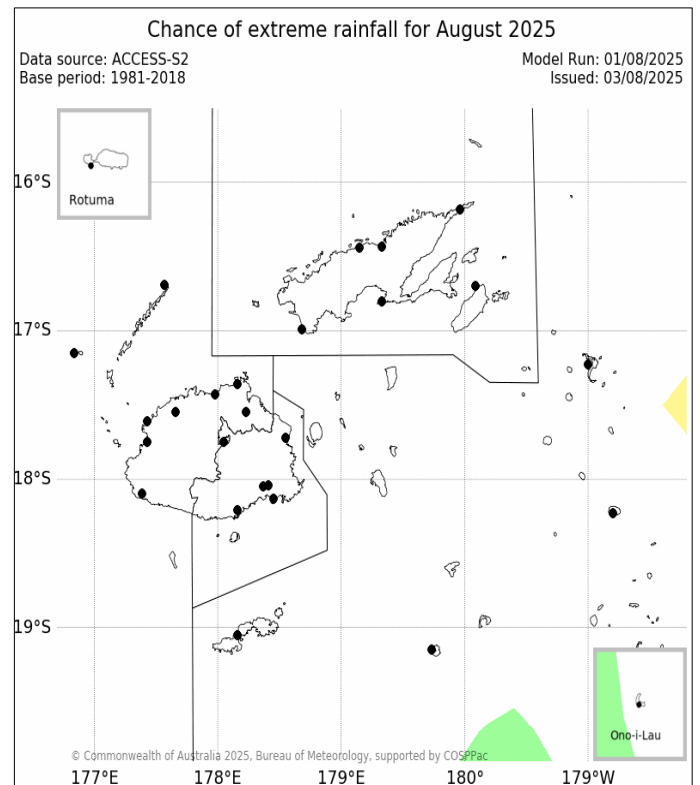 Chance of extreme rainfall for August 2025
Data source: ACCESS-S2
Model Run: 01/08/2025
Base period: 1981-2018
Issued: 03/08/2025
Rotuma
16°S
17°S
18°S
19°S
Ono-i-Lau
© Commonwealth of Australia 2025, Bureau of Meteorology, supported by COSPPac
177°E
178°E
179°E
180°
179°W